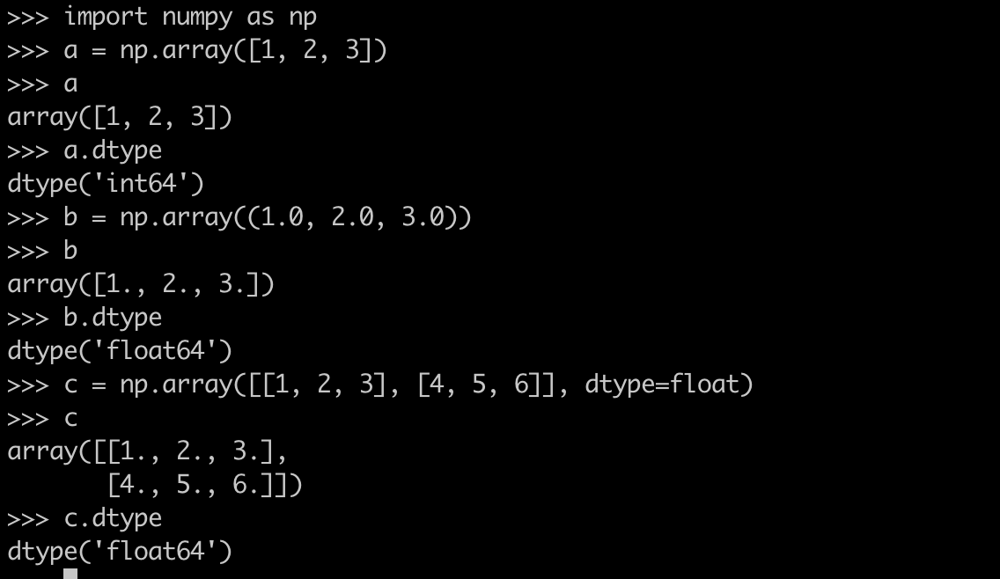 >>> import numpy as np
>>> a = np.array([1, 2, 3])
>>> a
array([1, 2, 3])
>>> a.dtype
dtype('int64')
>>> b = np.array((1.0, 2.0, 3.0))
>>> b
array([1., 2., 3.])
>>> b.dtype
dtype('float64')
>>> c = np.array([[1, 2, 3], [4, 5, 6]], dtype=float)
>>> c
array([[1., 2., 3.],
       [4., 5., 6.]])
>>> c.dtype
dtype('float64')